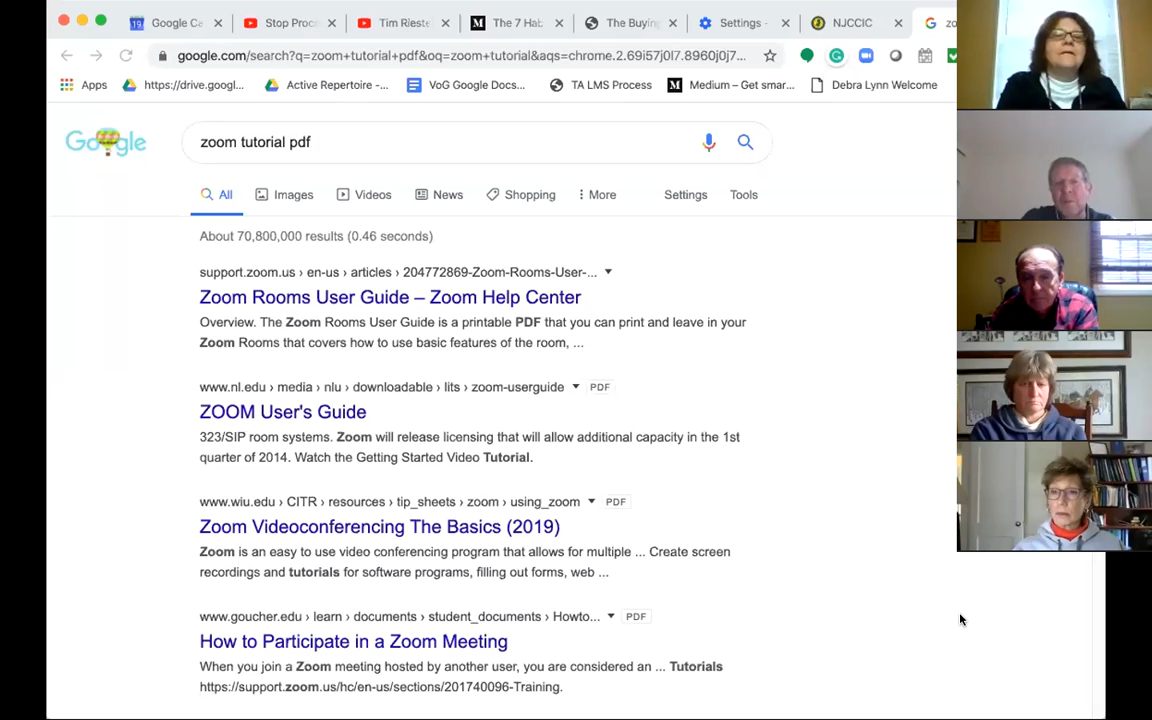 Google Ca
Stop Proc
Tim Rieste
The 7 Hab
The Buying
Settings -
NJCCIC
zo
google.com/search?q=zoom+tutorial+pdf&oq=zoom+tutorial&aqs=chrome.2.69i57j0l7.8960j0j7...
Apps
https://drive.googl...
Active Repertoire -...
VoG Google Docs...
TA LMS Process
Medium – Get smar...
Debra Lynn Welcome
Google
zoom tutorial pdf
All
Images
Videos
News
Shopping
More
Settings
Tools
About 70,800,000 results (0.46 seconds)
support.zoom.us › en-us › articles › 204772869-Zoom-Rooms-User-...
Zoom Rooms User Guide – Zoom Help Center
Overview. The Zoom Rooms User Guide is a printable PDF that you can print and leave in your
Zoom Rooms that covers how to use basic features of the room, ...
www.nl.edu › media › nlu › downloadable › lits › zoom-userguide PDF
ZOOM User's Guide
323/SIP room systems. Zoom will release licensing that will allow additional capacity in the 1st
quarter of 2014. Watch the Getting Started Video Tutorial.
www.wiu.edu › CITR › resources › tip_sheets › zoom › using_zoom PDF
Zoom Videoconferencing The Basics (2019)
Zoom is an easy to use video conferencing program that allows for multiple ... Create screen
recordings and tutorials for software programs, filling out forms, web ...
www.goucher.edu › learn › documents › student_documents › Howto... PDF
How to Participate in a Zoom Meeting
When you join a Zoom meeting hosted by another user, you are considered an ... Tutorials
https://support.zoom.us/hc/en-us/sections/201740096-Training.